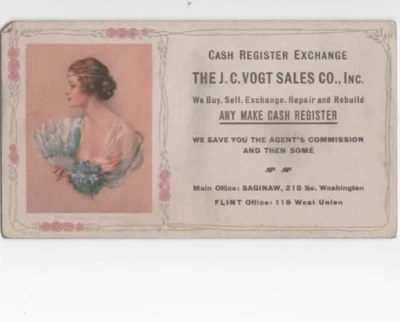 CASH REGISTER EXCHANGE
THE J. C. VOGT SALES CO., INC.
We Buy, Sell, Exchange, Repair and Rebuild
ANY MAKE CASH REGISTER
WE SAVE YOU THE AGENT'S COMMISSION
AND THEN SOME
Main Office: SAGINAW, 215 So. Washington
FLINT Office: 119 West Union